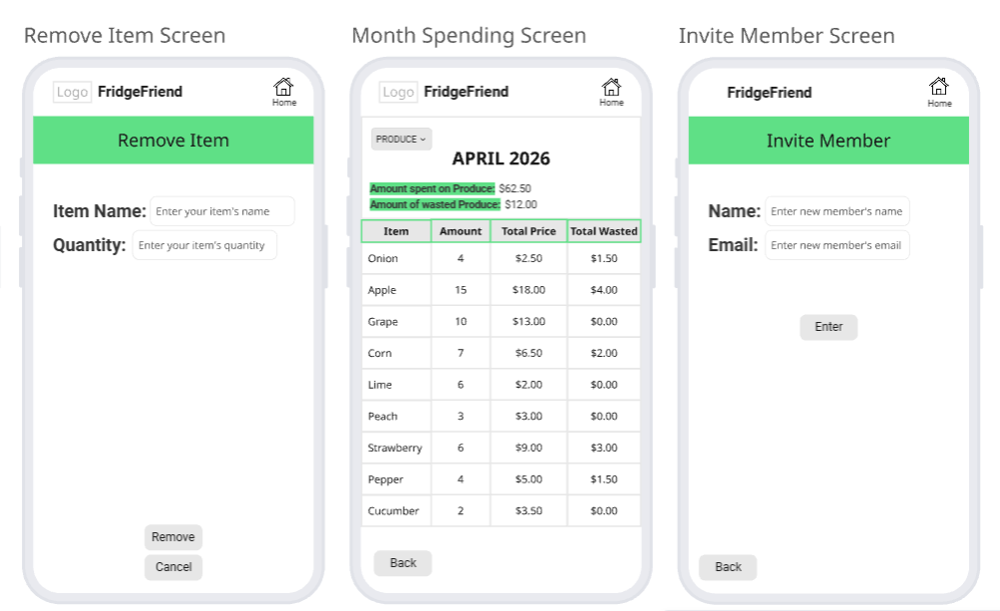 Remove Item Screen
Logo FridgeFriend
Home
Remove Item
Item Name: Enter your item's name
Quantity: Enter your item's quantity
Remove
Cancel
Month Spending Screen
Logo FridgeFriend
Home
PRODUCE
APRIL 2026
Amount spent on Produce: $62.50
Amount of wasted Produce: $12.00
Item Amount Total Price Total Wasted
Onion 4 $2.50 $1.50
Apple 15 $18.00 $4.00
Grape 10 $13.00 $0.00
Corn 7 $6.50 $2.00
Lime 6 $2.00 $0.00
Peach 3 $3.00 $0.00
Strawberry 6 $9.00 $3.00
Pepper 4 $5.00 $1.50
Cucumber 2 $3.50 $0.00
Back
Invite Member Screen
FridgeFriend
Home
Invite Member
Name: Enter new member's name
Email: Enter new member's email
Enter
Back